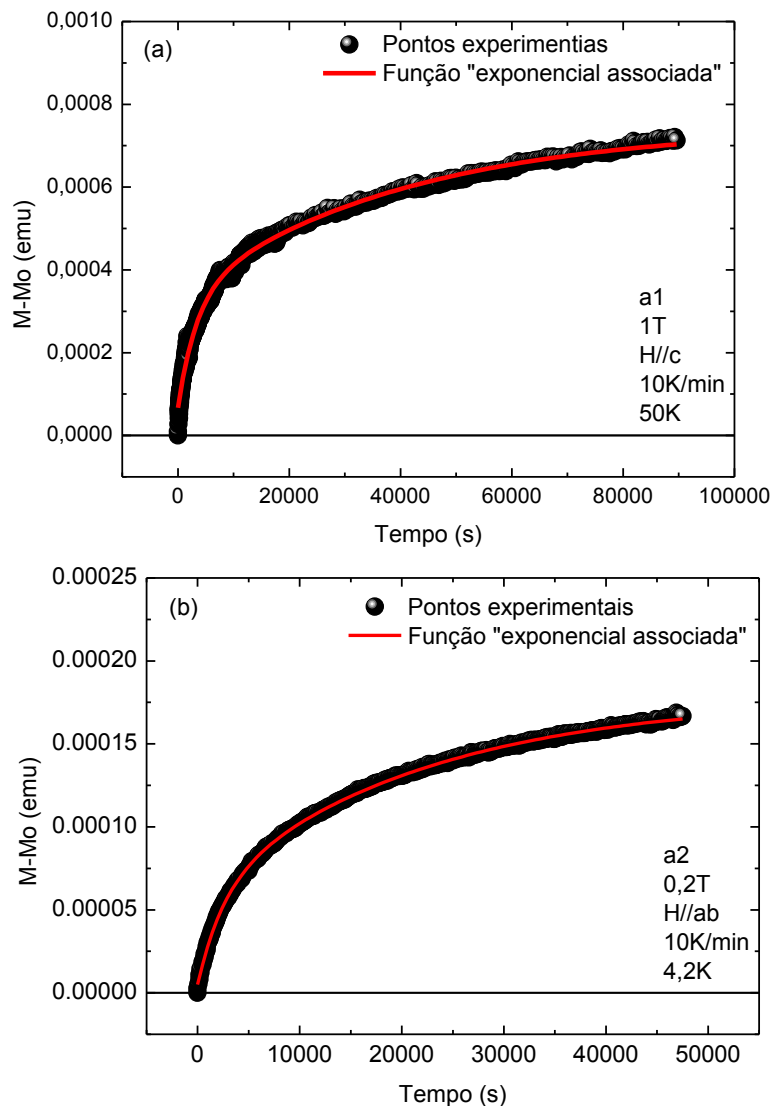 (a)
Pontos experimentias
Função "exponencial associada"
0,0010
0,0008
0,0006
0,0004
0,0002
0,0000
M-Mo (emu)
a1
1T
H//c
10K/min
50K
0 20000 40000 60000 80000 100000
Tempo (s)
(b)
Pontos experimentais
Função "exponencial associada"
0.00025
0.00020
0.00015
0.00010
0.00005
0.00000
M-Mo (emu)
a2
0,2T
H//ab
10K/min
4,2K
0 10000 20000 30000 40000 50000
Tempo (s)